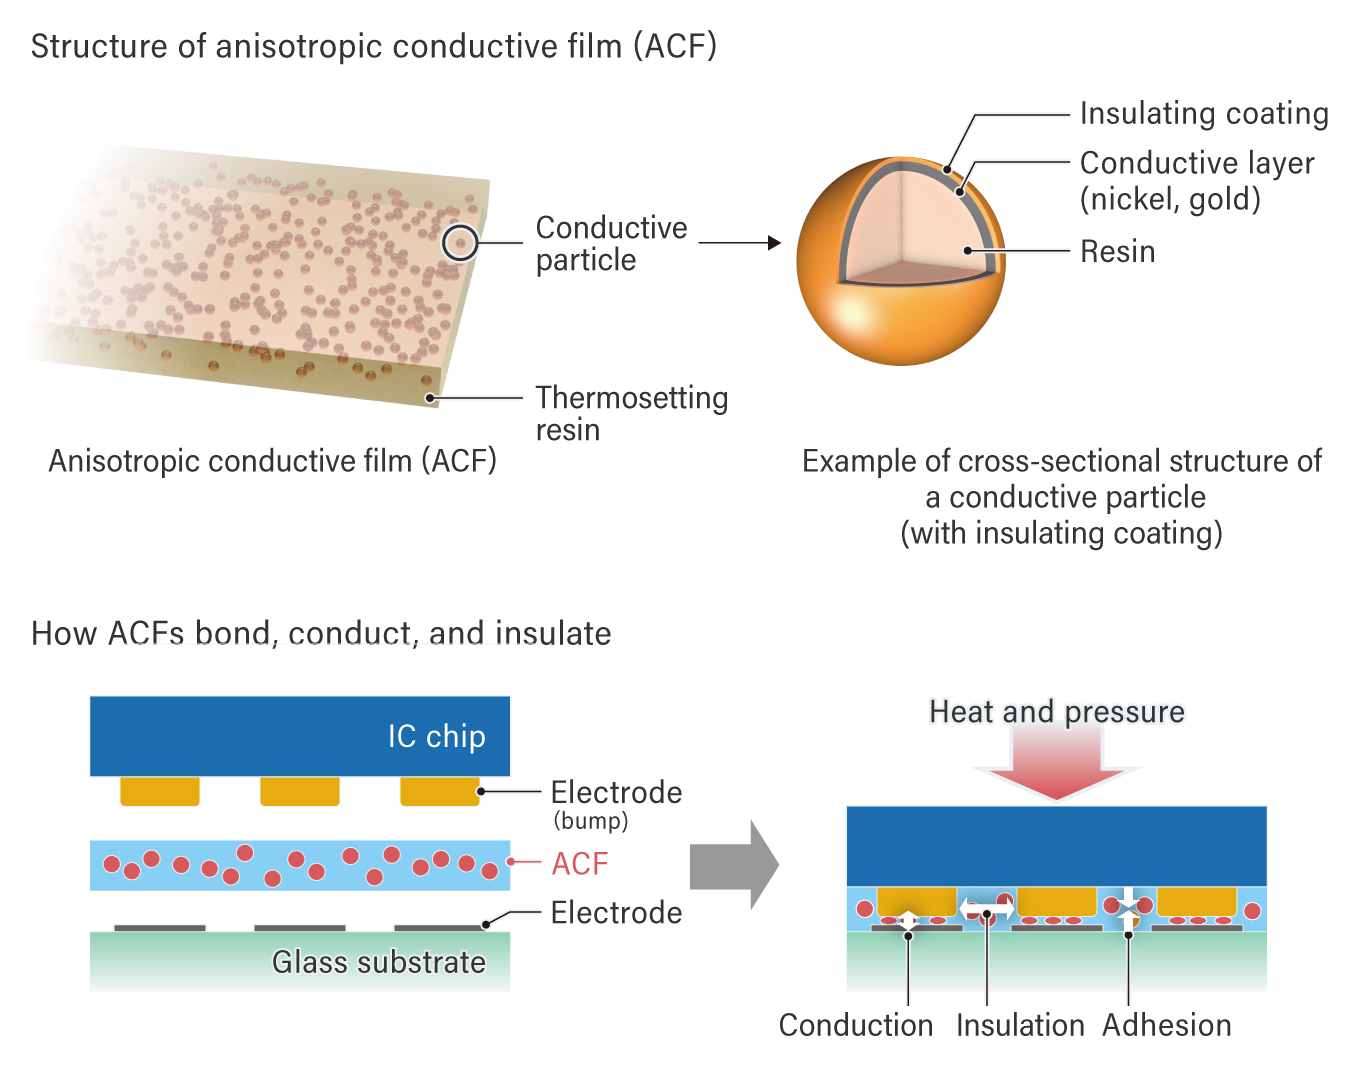 Structure of anisotropic conductive film (ACF)
Insulating coating
Conductive layer
(nickel, gold)
Resin
Conductive
particle
Thermosetting
resin
Anisotropic conductive film (ACF)
Example of cross-sectional structure of
a conductive particle
(with insulating coating)
How ACFs bond, conduct, and insulate
IC chip
Electrode
(bump)
ACF
Electrode
Glass substrate
Heat and pressure
Conduction
Insulation
Adhesion